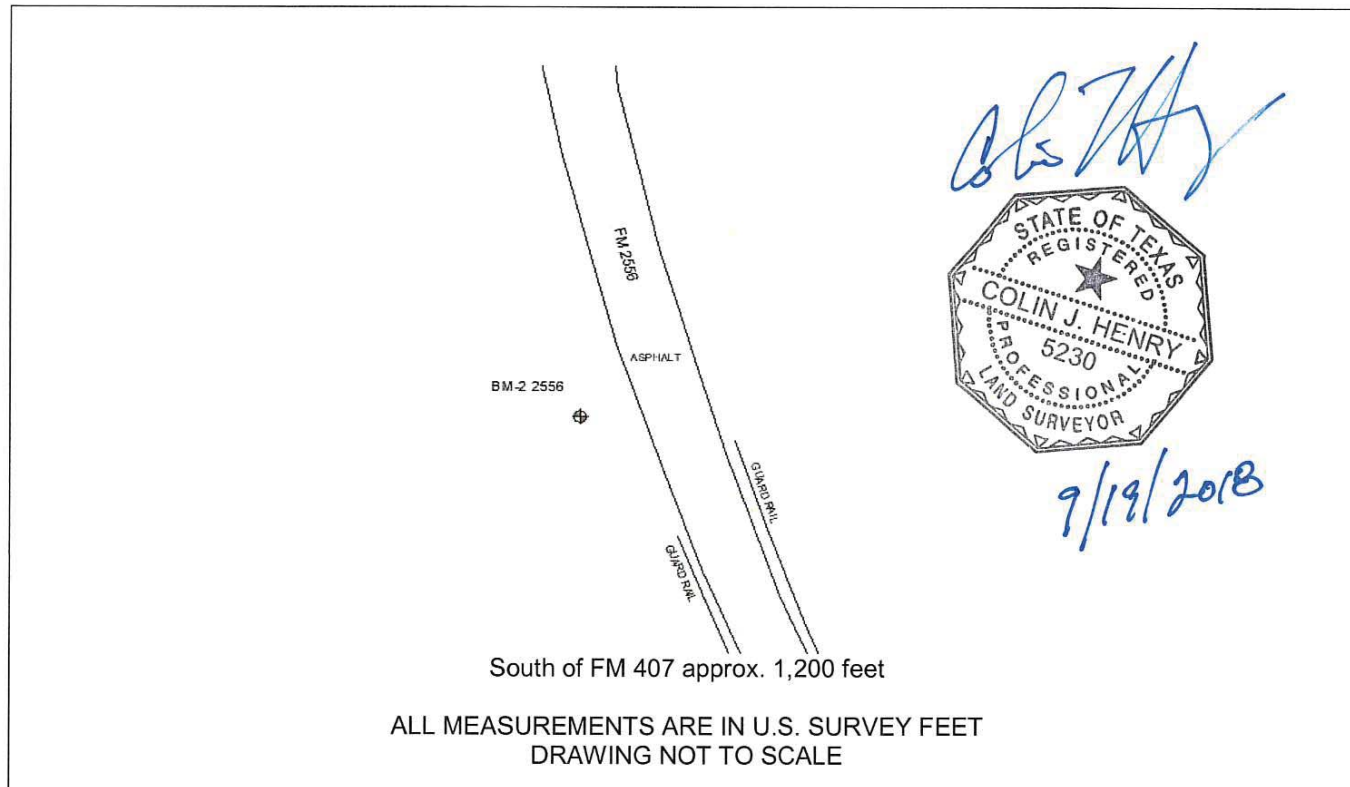 Colin J Henry
STATE OF TEXAS
REGISTERED
COLIN J. HENRY
5230
PROFESSIONAL
LAND SURVEYOR
9/19/2018
FM 2556
ASPHALT
BM-2 2556
GUARD RAIL
GUARD RAIL
South of FM 407 approx. 1,200 feet
ALL MEASUREMENTS ARE IN U.S. SURVEY FEET
DRAWING NOT TO SCALE